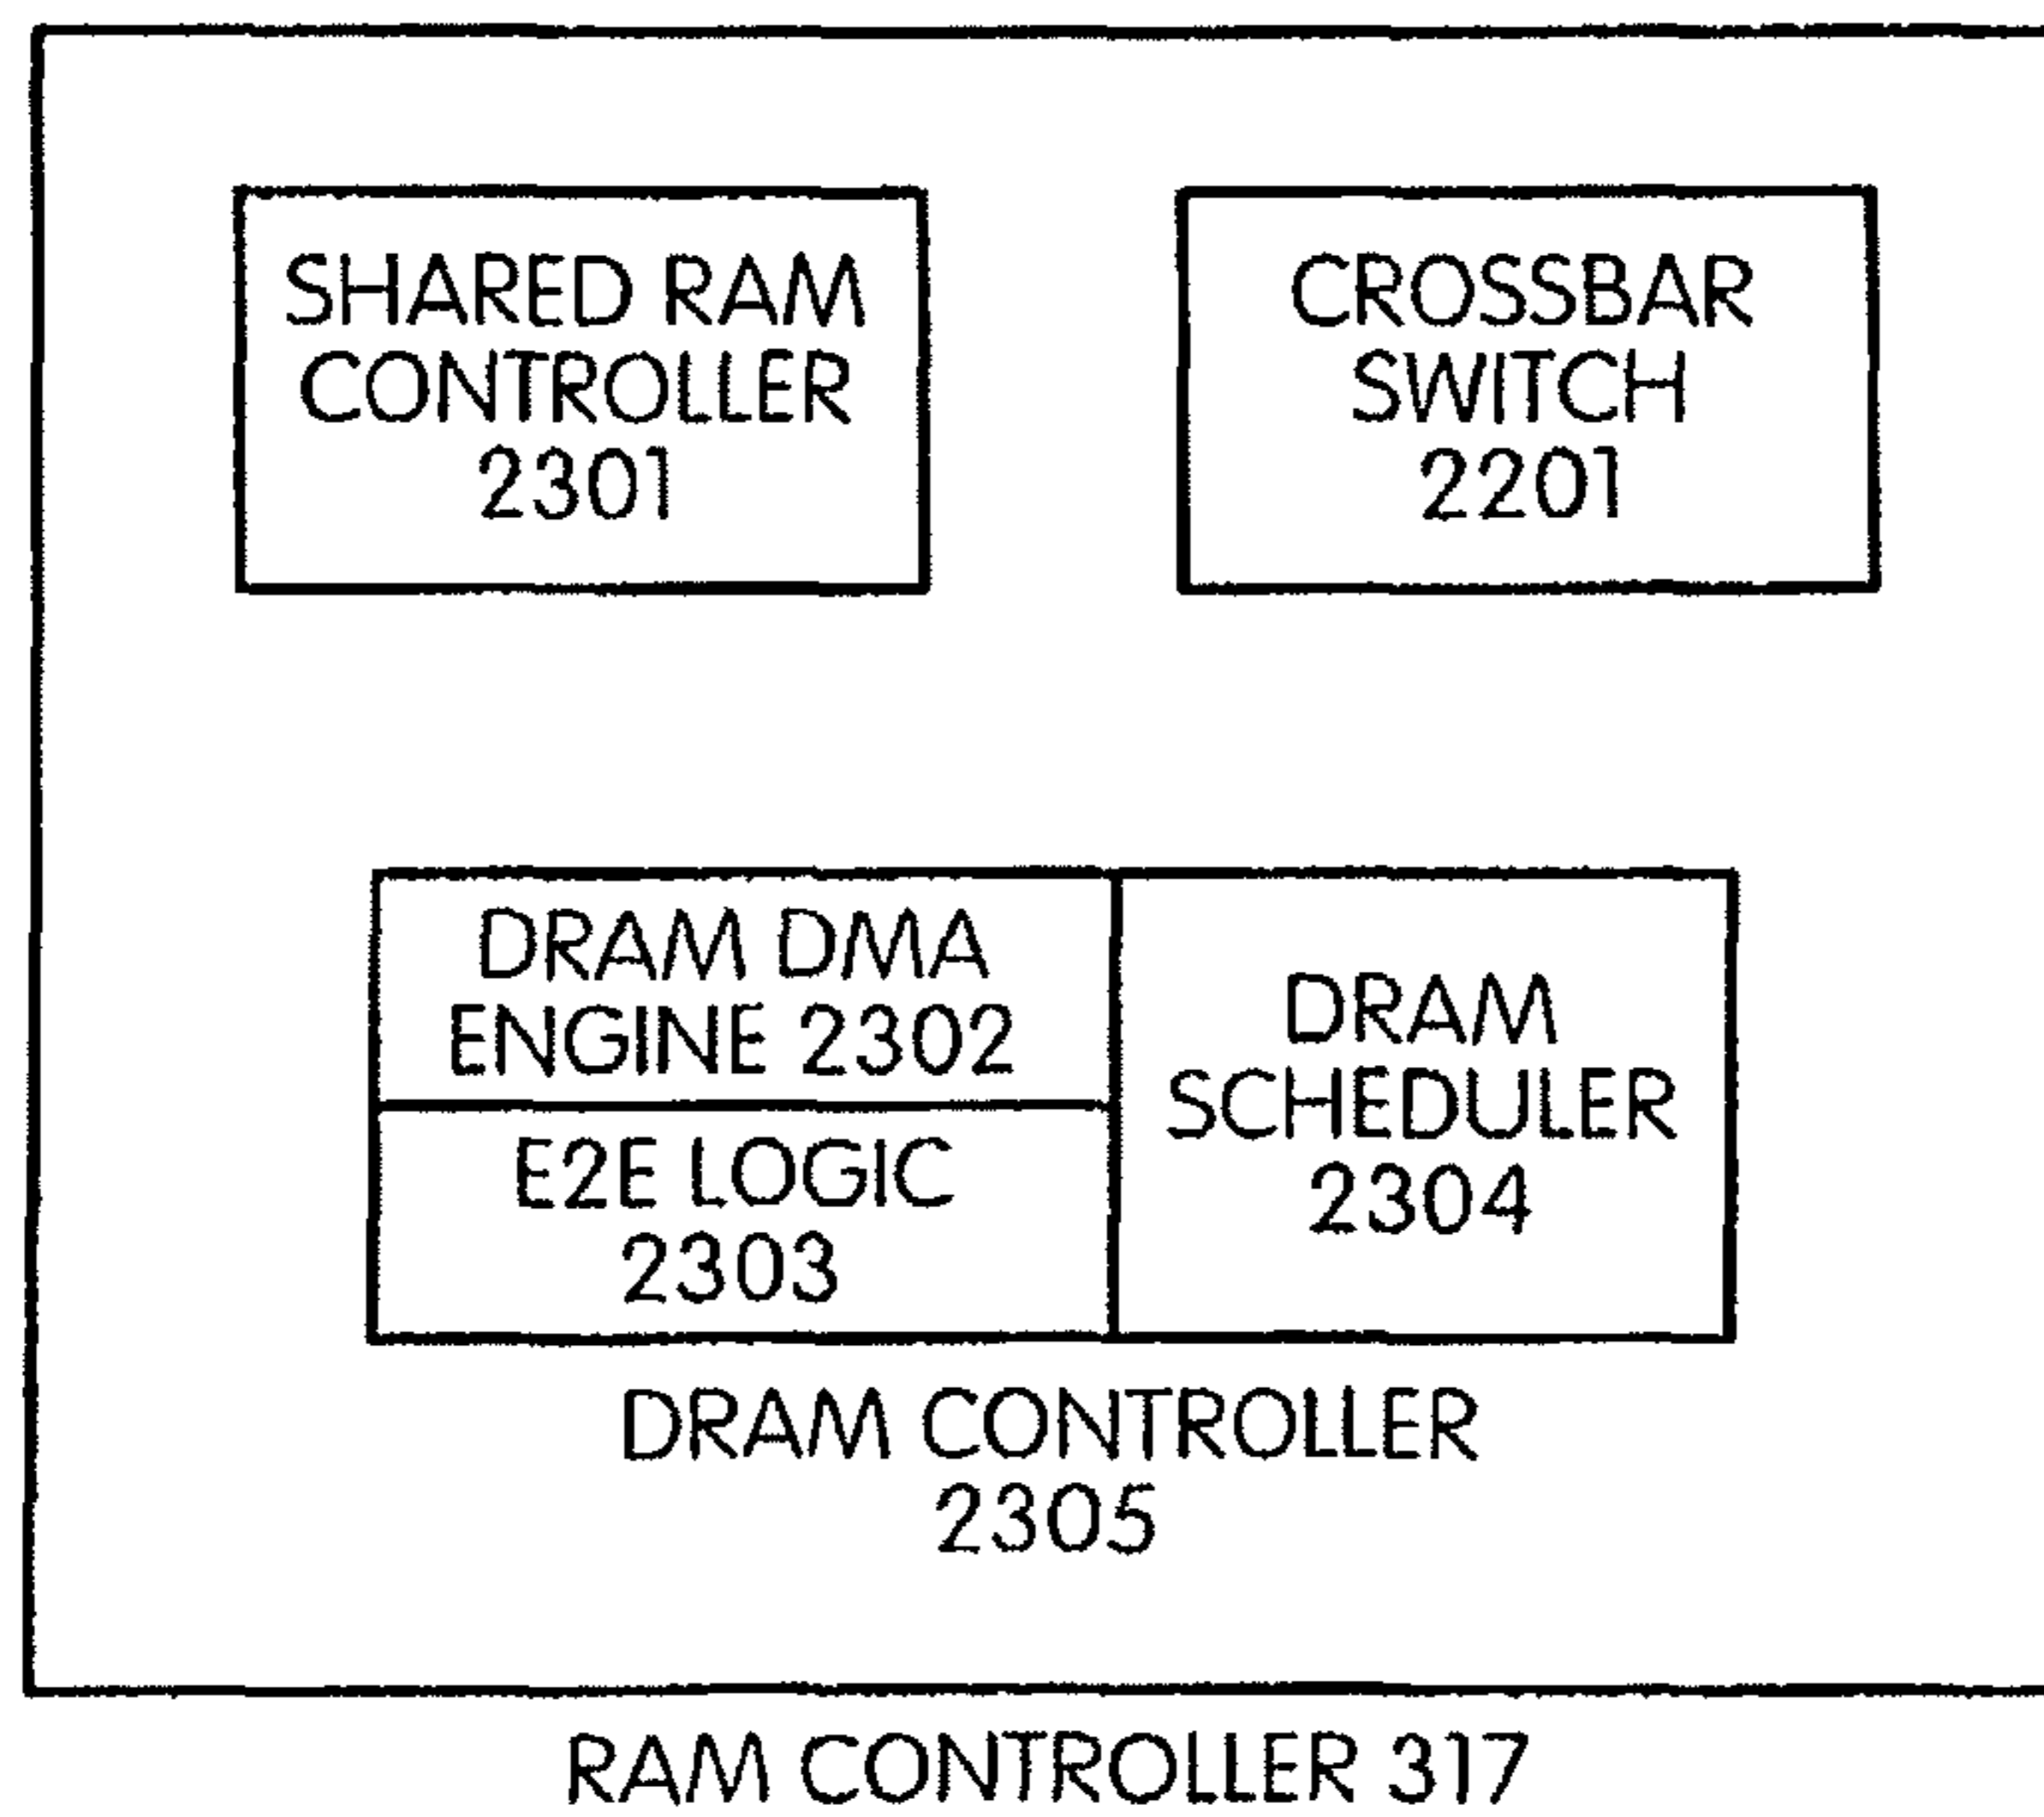 SHARED RAM
CONTROLLER
2301
CROSSBAR
SWITCH
2201
DRAM DMA
ENGINE 2302
E2E LOGIC
2303
DRAM
SCHEDULER
2304
DRAM CONTROLLER
2305
RAM CONTROLLER 317